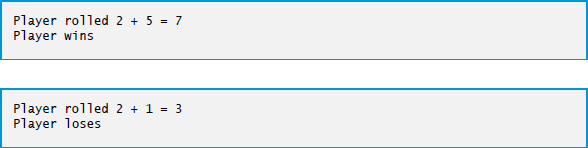 Player rolled 2 + 5 = 7
Player wins
Player rolled 2 + 1 = 3
Player loses